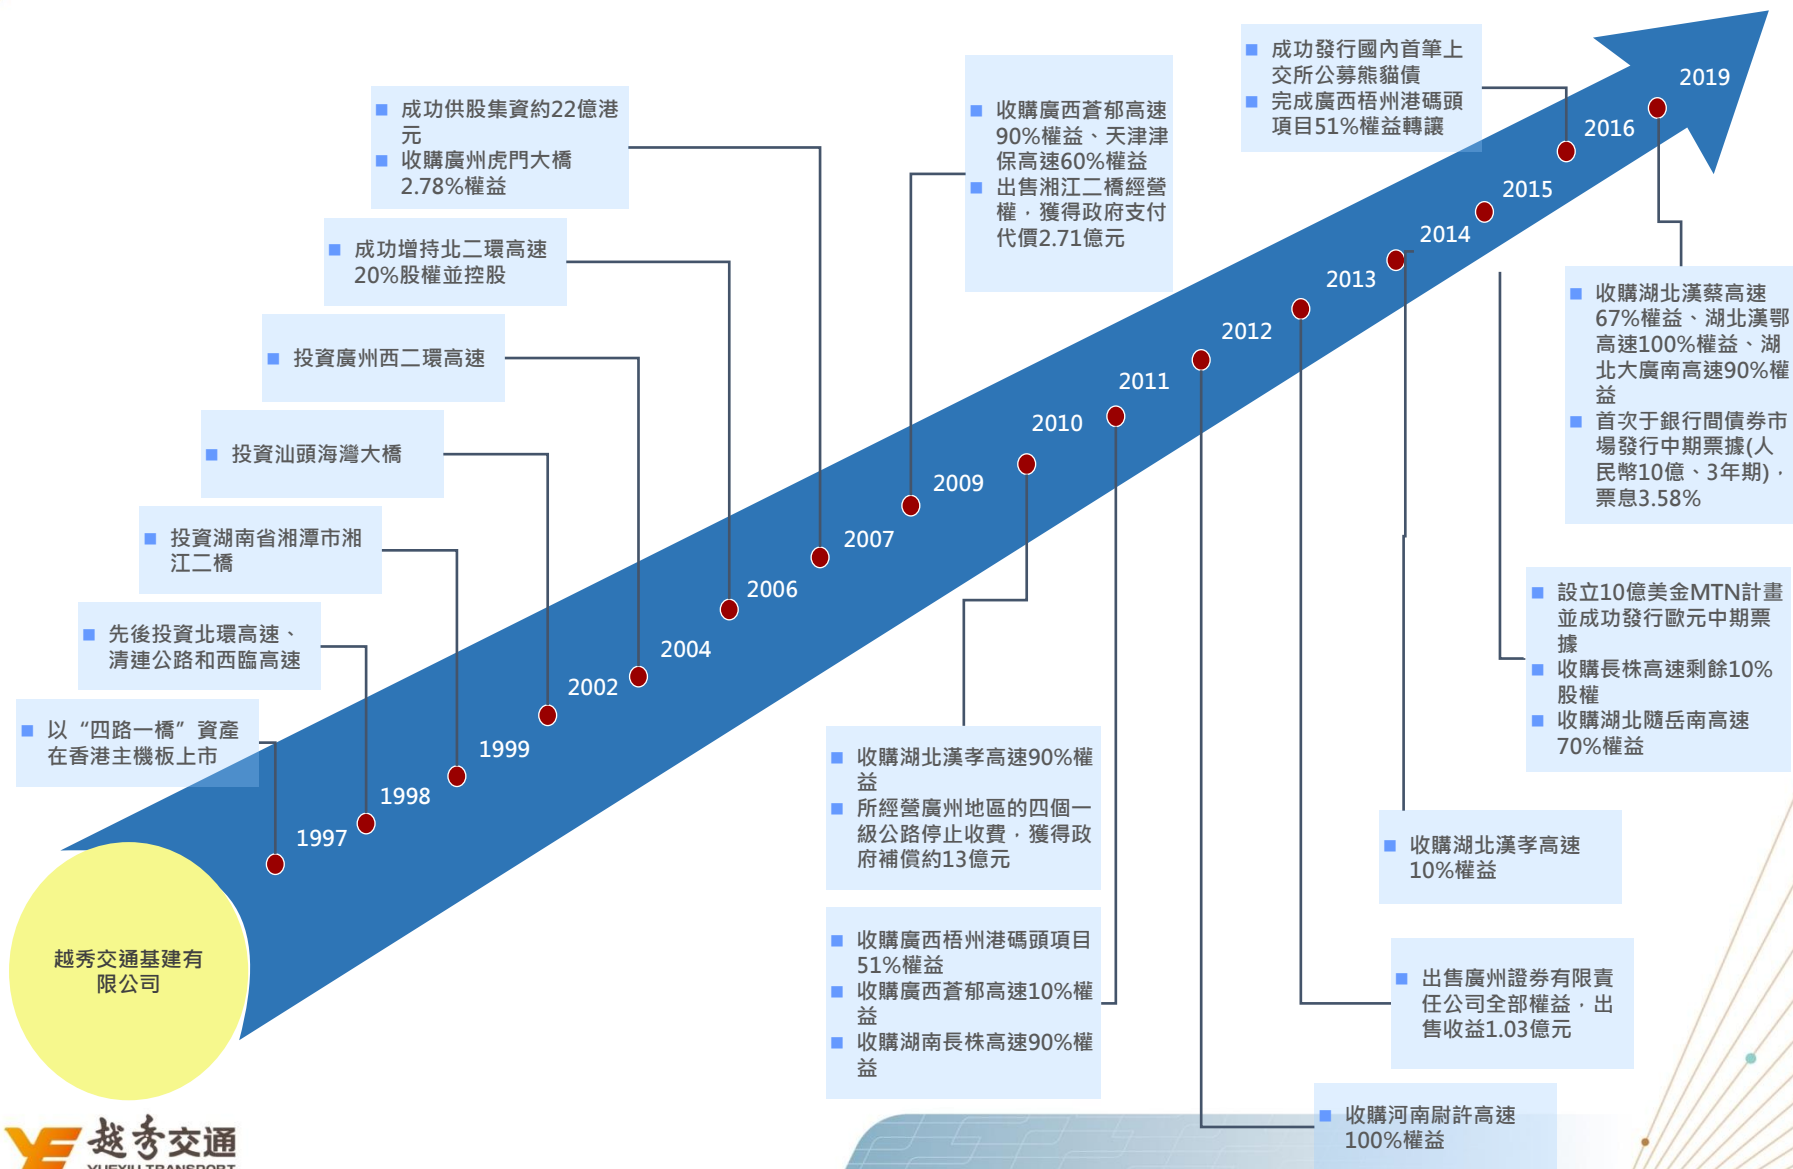 成功供股集資約22億港
元
收購廣州虎門大橋
2.78%權益
成功增持北二環高速
20%股權並控股
投資廣州西二環高速
投資汕頭海灣大橋
投資湖南省湘潭市湘
江二橋
先後投資北環高速、
清連公路和西臨高速
以“四路一橋”資產
在香港主機板上市
收購廣西蒼郁高速
90%權益、天津津
保高速60%權益
出售湘江二橋經營
權，獲得政府支付
代價2.71億元
成功發行國內首筆上
交所公募熊貓債
完成廣西梧州港碼頭
項目51%權益轉讓
1997
1998
1999
2002
2004
2006
2007
2009
2010
2011
2012
2013
2014
2015
2016
2019
收購湖北漢蔡高速
67%權益、湖北漢鄂
高速100%權益、湖
北大廣南高速90%權
益
首次于銀行間債券市
場發行中期票據(人
民幣10億、3年期)，
票息3.58%
設立10億美金MTN計畫
並成功發行歐元中期票
據
收購長株高速剩餘10%
股權
收購湖北隨岳南高速
70%權益
收購湖北漢孝高速90%權
益
所經營廣州地區的四個一
級公路停止收費，獲得政
府補償約13億元
收購湖北漢孝高速
10%權益
收購廣西梧州港碼頭項目
51%權益
收購廣西蒼郁高速10%權
益
收購湖南長株高速90%權
益
出售廣州證券有限責
任公司全部權益，出
售收益1.03億元
收購河南尉許高速
100%權益
越秀交通基建有
限公司
越秀交通
YUEXIU TRANSPORT